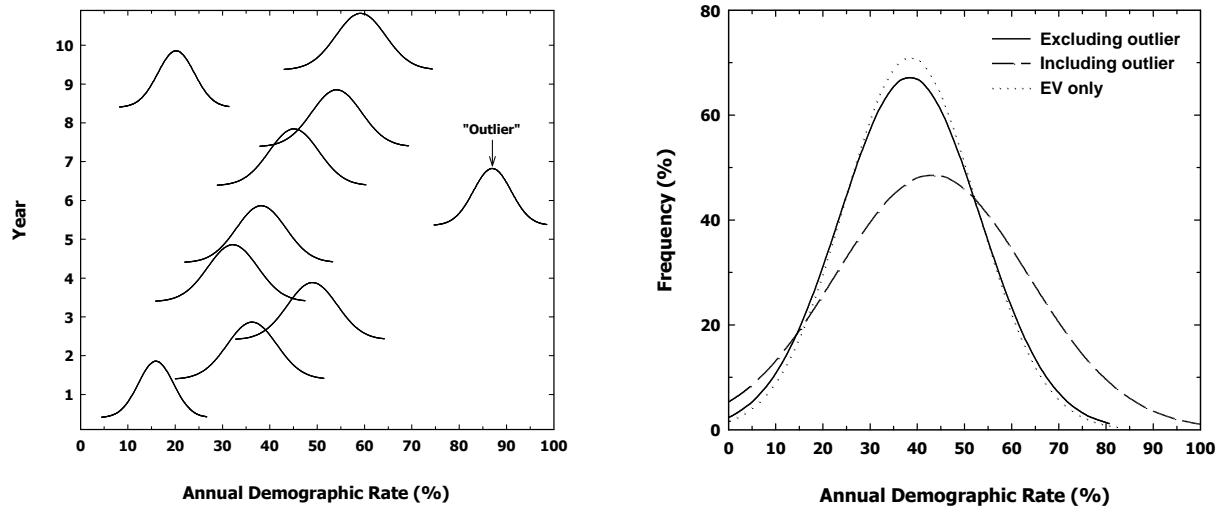 10
9
8
7
6
5
4
3
2
1
Year
"Outlier"
0 10 20 30 40 50 60 70 80 90 100
Annual Demographic Rate (%)
80
60
40
20
0
Frequency (%)
Excluding outlier
Including outlier
EV only
0 10 20 30 40 50 60 70 80 90 100
Annual Demographic Rate (%)